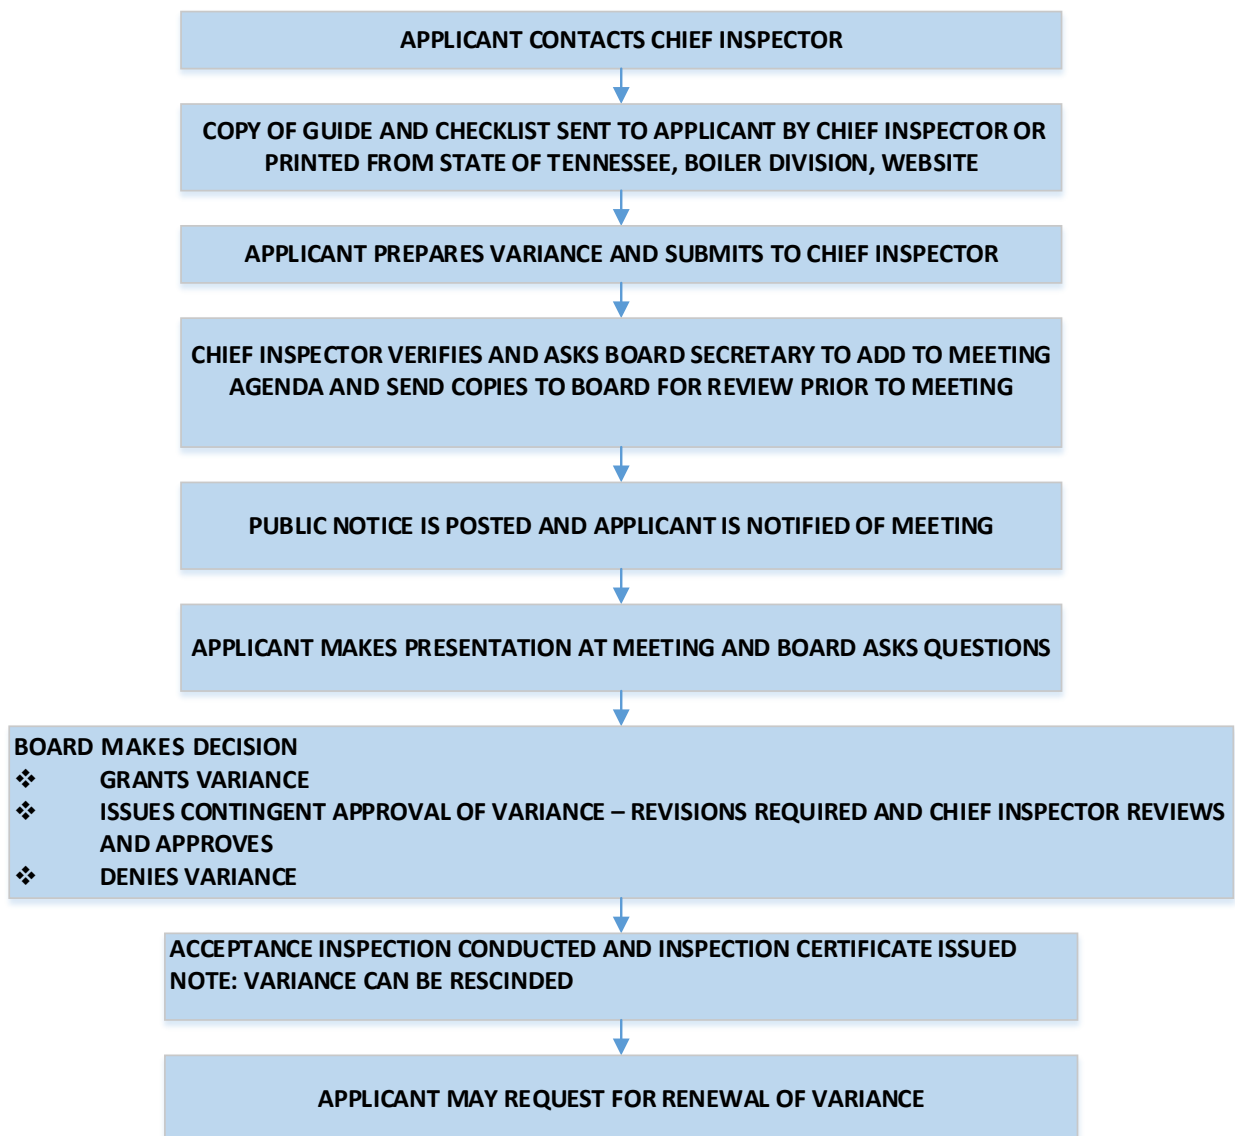 APPLICANT CONTACTS CHIEF INSPECTOR
COPY OF GUIDE AND CHECKLIST SENT TO APPLICANT BY CHIEF INSPECTOR OR
PRINTED FROM STATE OF TENNESSEE, BOILER DIVISION, WEBSITE
APPLICANT PREPARES VARIANCE AND SUBMITS TO CHIEF INSPECTOR
CHIEF INSPECTOR VERIFIES AND ASKS BOARD SECRETARY TO ADD TO MEETING
AGENDA AND SEND COPIES TO BOARD FOR REVIEW PRIOR TO MEETING
PUBLIC NOTICE IS POSTED AND APPLICANT IS NOTIFIED OF MEETING
APPLICANT MAKES PRESENTATION AT MEETING AND BOARD ASKS QUESTIONS
BOARD MAKES DECISION
❖ GRANTS VARIANCE
❖ ISSUES CONTINGENT APPROVAL OF VARIANCE – REVISIONS REQUIRED AND CHIEF INSPECTOR REVIEWS
AND APPROVES
❖ DENIES VARIANCE
ACCEPTANCE INSPECTION CONDUCTED AND INSPECTION CERTIFICATE ISSUED
NOTE: VARIANCE CAN BE RESCINDED
APPLICANT MAY REQUEST FOR RENEWAL OF VARIANCE